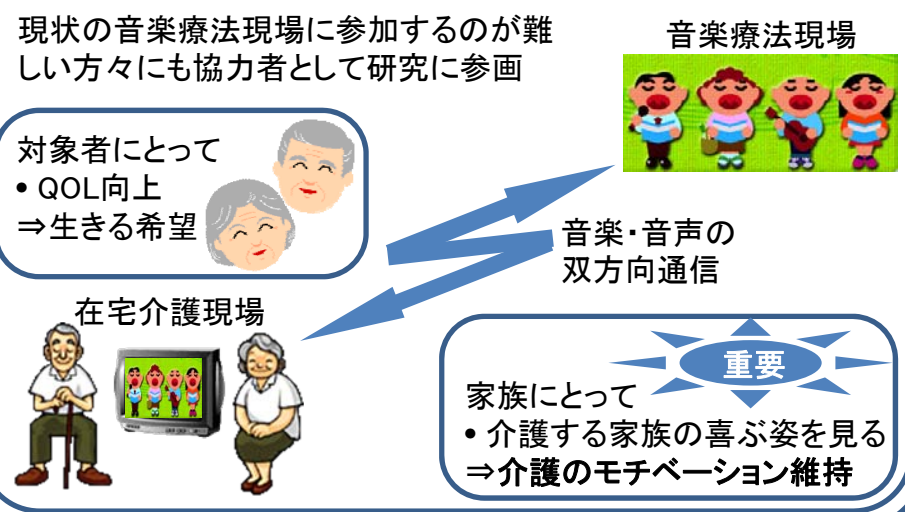 現状の音楽療法現場に参加するのが難
しい方々にも協力者として研究に参画
音楽療法現場
対象者にとって
• QOL向上
⇒生きる希望
音楽・音声の
双方向通信
在宅介護現場
重要
家族にとって
• 介護する家族の喜ぶ姿を見る
⇒介護のモチベーション維持